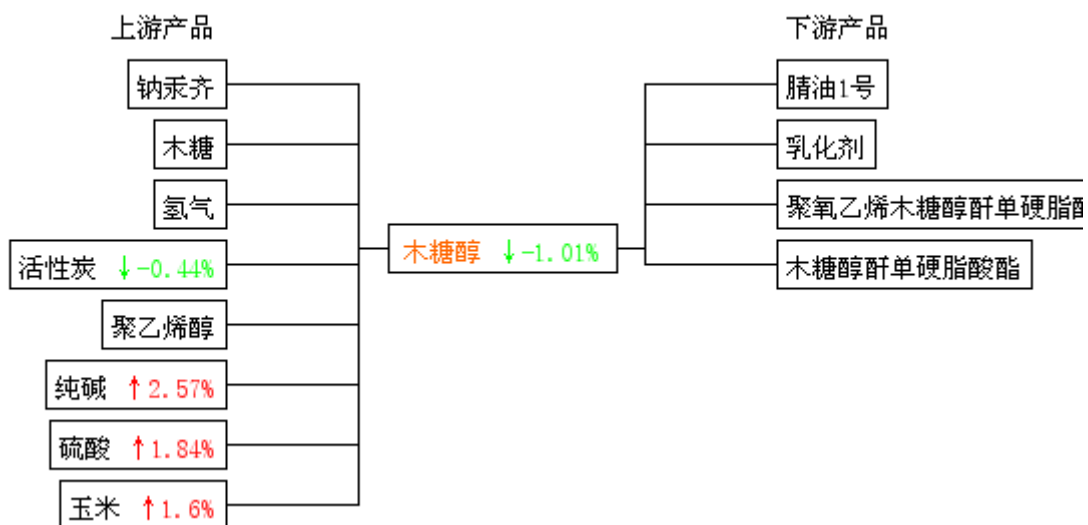 上游产品
下游产品
钠汞齐
木糖
氢气
活性炭 ↓-0.44%
聚乙烯醇
纯碱 ↑2.57%
硫酸 ↑1.84%
玉米 ↑1.6%
木糖醇 ↓-1.01%
腈油1号
乳化剂
聚氧乙烯木糖醇酐单硬脂
木糖醇酐单硬脂酸酯